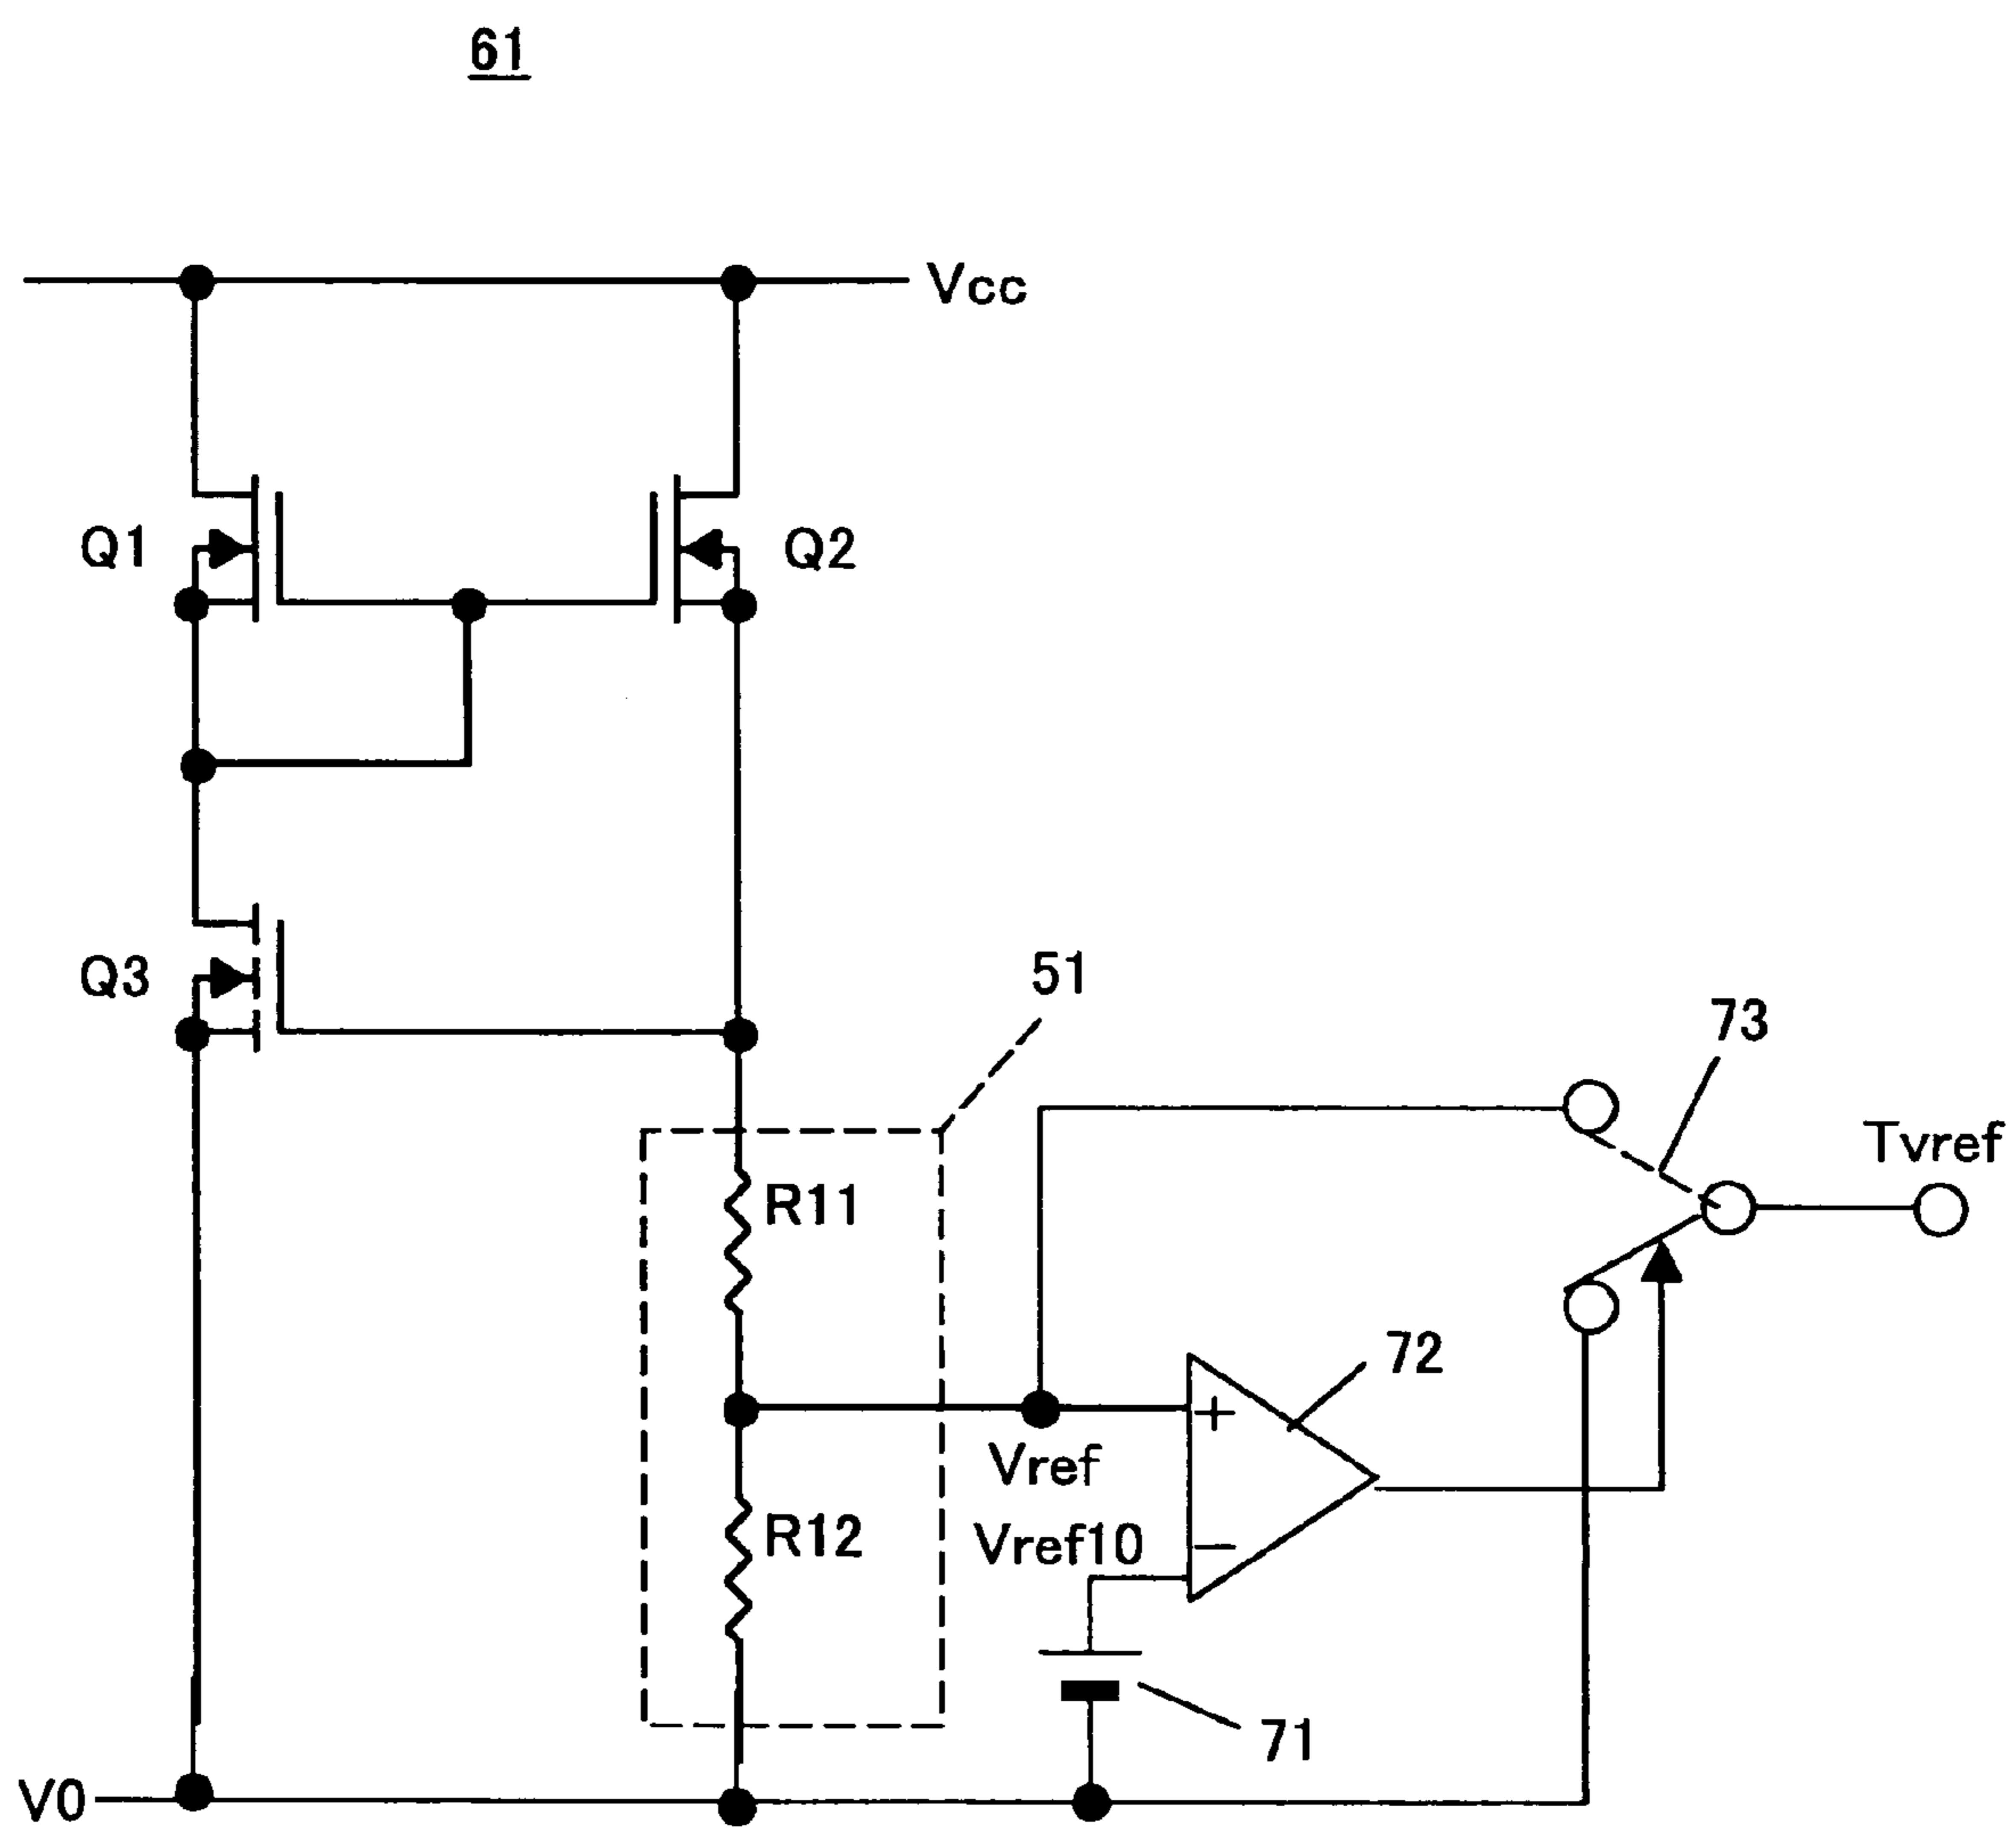 61
Vcc
Q1
Q2
Q3
51
73
Tvref
R11
72
+
Vref
R12
Vref10
−
71
V0